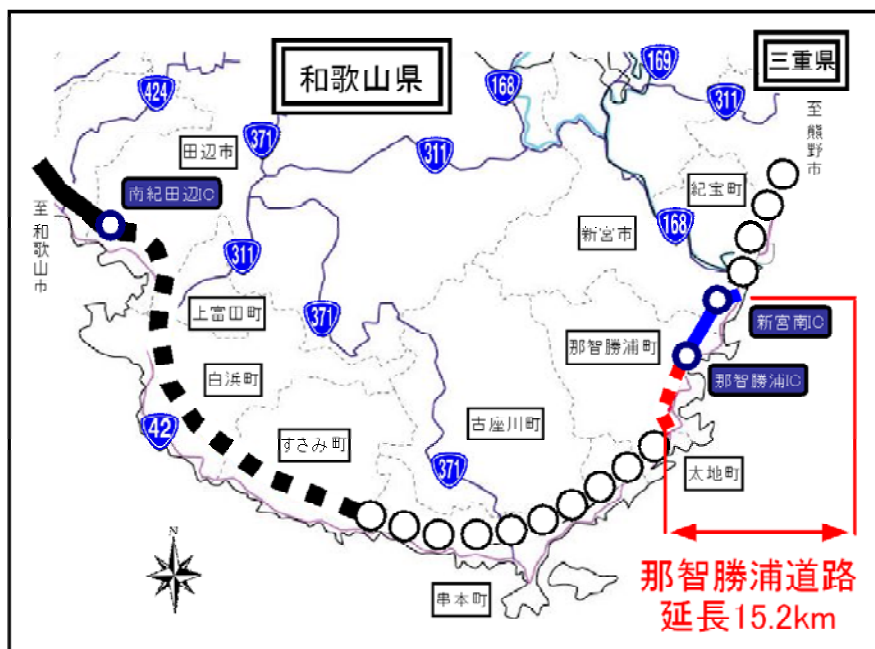 和歌山県
三重県
424
371
168
169
311
311
至熊野市
田辺市
南紀田辺IC
至和歌山市
紀宝町
新宮市
168
311
上富田町
371
新宮南IC
那智勝浦町
那智勝浦IC
白浜町
42
すさみ町
古座川町
371
太地町
N
串本町
那智勝浦道路
延長15.2km